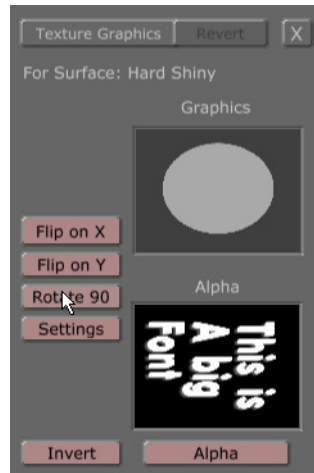 Texture Graphics Revert X
For Surface: Hard Shiny
Graphics
Flip on X
Flip on Y
Rotate 90
Settings
Alpha
This is
A big
Font
Invert
Alpha